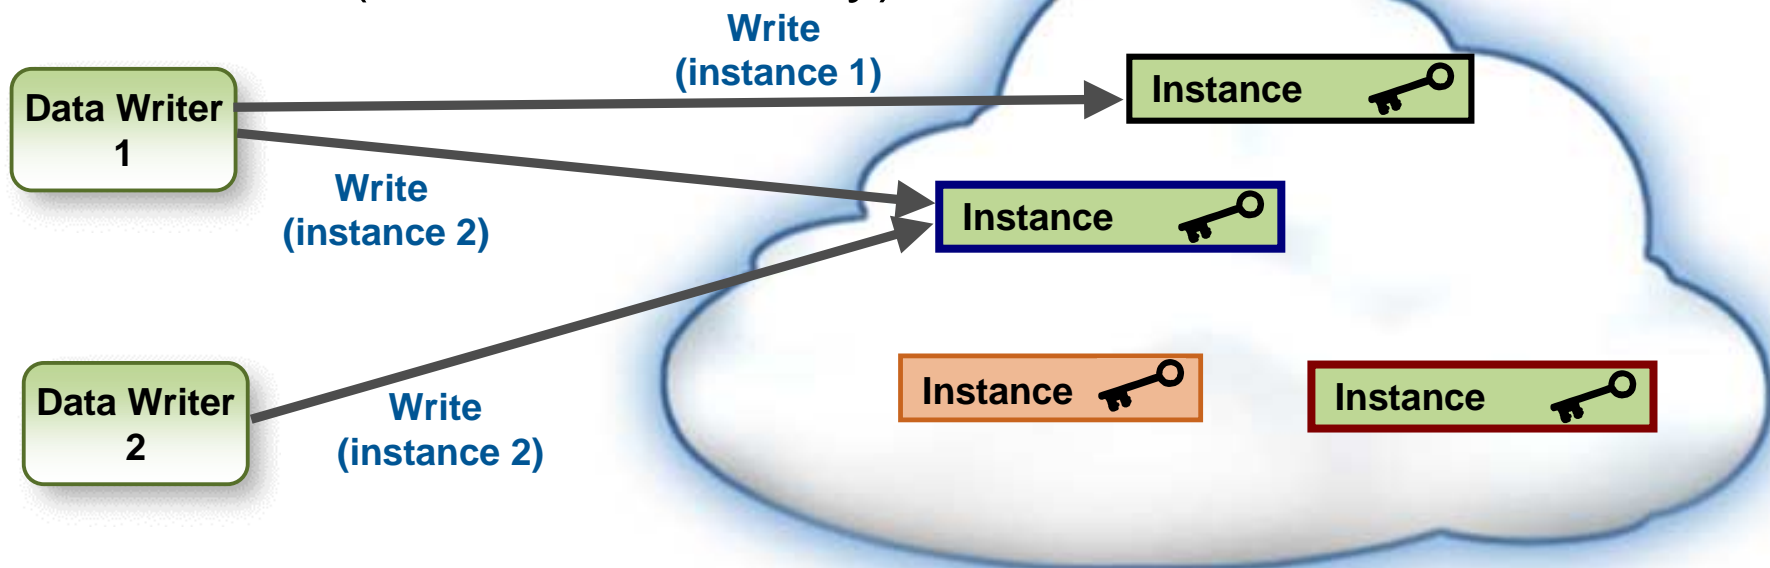 Write
(instance 1)
Data Writer
1
Instance
Write
(instance 2)
Instance
Data Writer
2
Write
(instance 2)
Instance
Instance